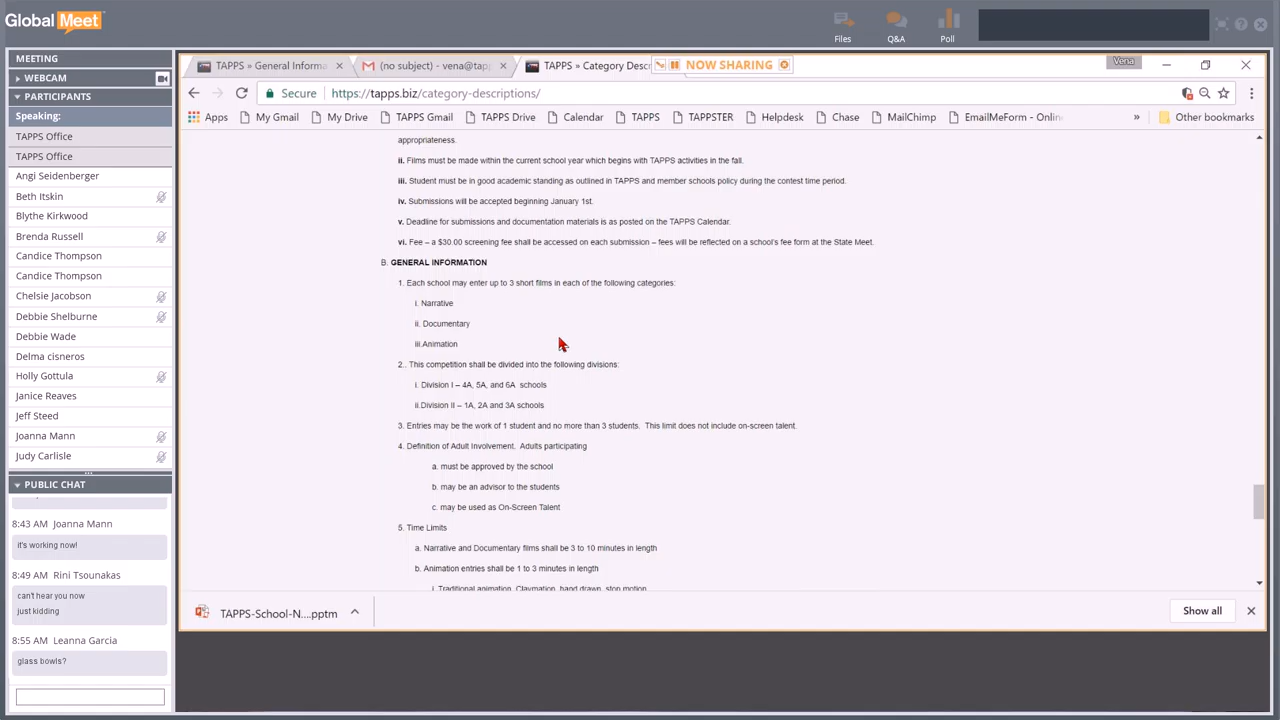 Global Meet
Files
Q&A
Poll
MEETING
WEBCAM
PARTICIPANTS
Speaking:
TAPPS Office
TAPPS Office
Angi Seidenberger
Beth Itskin
Blythe Kirkwood
Brenda Russell
Candice Thompson
Candice Thompson
Chelsie Jacobson
Debbie Shelburne
Debbie Wade
Delma cisneros
Holly Gottula
Janice Reaves
Jeff Steed
Joanna Mann
Judy Carlisle
PUBLIC CHAT
8:43 AM Joanna Mann
it's working now!
8:49 AM Rini Tsounakas
can't hear you now
just kidding
8:55 AM Leanna Garcia
glass bowls?
TAPPS » General Informa
(no subject) - vena@tapp
TAPPS » Category Descr
NOW SHARING
Vena
Secure https://tapps.biz/category-descriptions/
Apps My Gmail My Drive TAPPS Gmail TAPPS Drive Calendar TAPPS TAPPSTER Helpdesk Chase MailChimp EmailMeForm - Onlin » Other bookmarks
appropriateness.
ii. Films must be made within the current school year which begins with TAPPS activities in the fall.
iii. Student must be in good academic standing as outlined in TAPPS and member schools policy during the contest time period.
iv. Submissions will be accepted beginning January 1st.
v. Deadline for submissions and documentation materials is as posted on the TAPPS Calendar.
vi. Fee – a $30.00 screening fee shall be accessed on each submission – fees will be reflected on a school's fee form at the State Meet.
B. GENERAL INFORMATION
1. Each school may enter up to 3 short films in each of the following categories:
i. Narrative
ii. Documentary
iii.Animation
2.. This competition shall be divided into the following divisions:
i. Division I – 4A, 5A, and 6A schools
ii.Division II – 1A, 2A and 3A schools
3. Entries may be the work of 1 student and no more than 3 students. This limit does not include on-screen talent.
4. Definition of Adult Involvement. Adults participating
a. must be approved by the school
b. may be an advisor to the students
c. may be used as On-Screen Talent
5. Time Limits
a. Narrative and Documentary films shall be 3 to 10 minutes in length
b. Animation entries shall be 1 to 3 minutes in length
i. Traditional animation, Claymation, hand drawn, stop motion
TAPPS-School-N....pptm
Show all